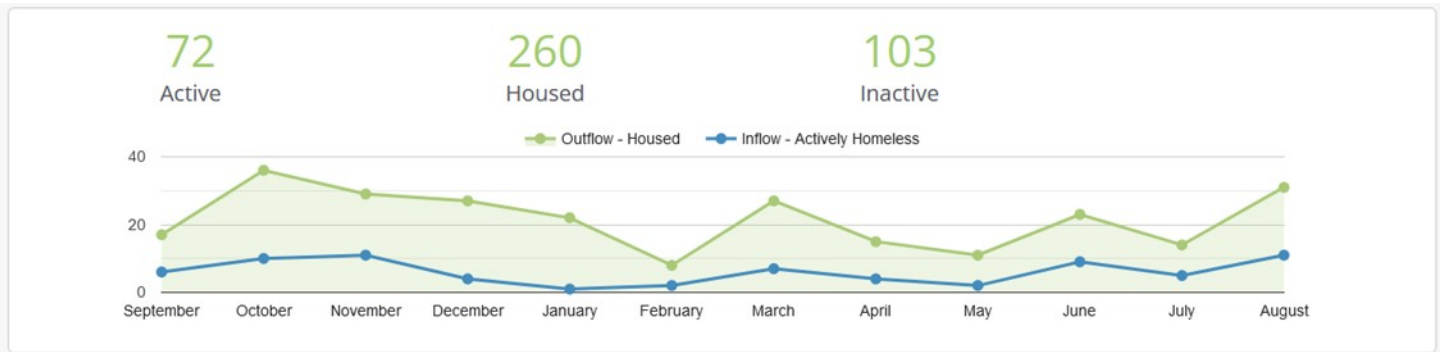 72
Active
260
Housed
103
Inactive
Outflow - Housed
Inflow - Actively Homeless
40
20
0
September October November December January February March April May June July August